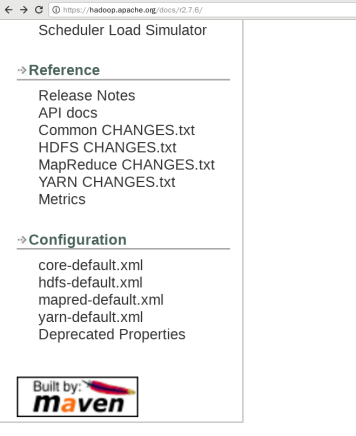 https://hadoop.apache.org/docs/r2.7.6/
Scheduler Load Simulator
Reference
Release Notes
API docs
Common CHANGES.txt
HDFS CHANGES.txt
MapReduce CHANGES.txt
YARN CHANGES.txt
Metrics
Configuration
core-default.xml
hdfs-default.xml
mapred-default.xml
yarn-default.xml
Deprecated Properties
Built by:
maven